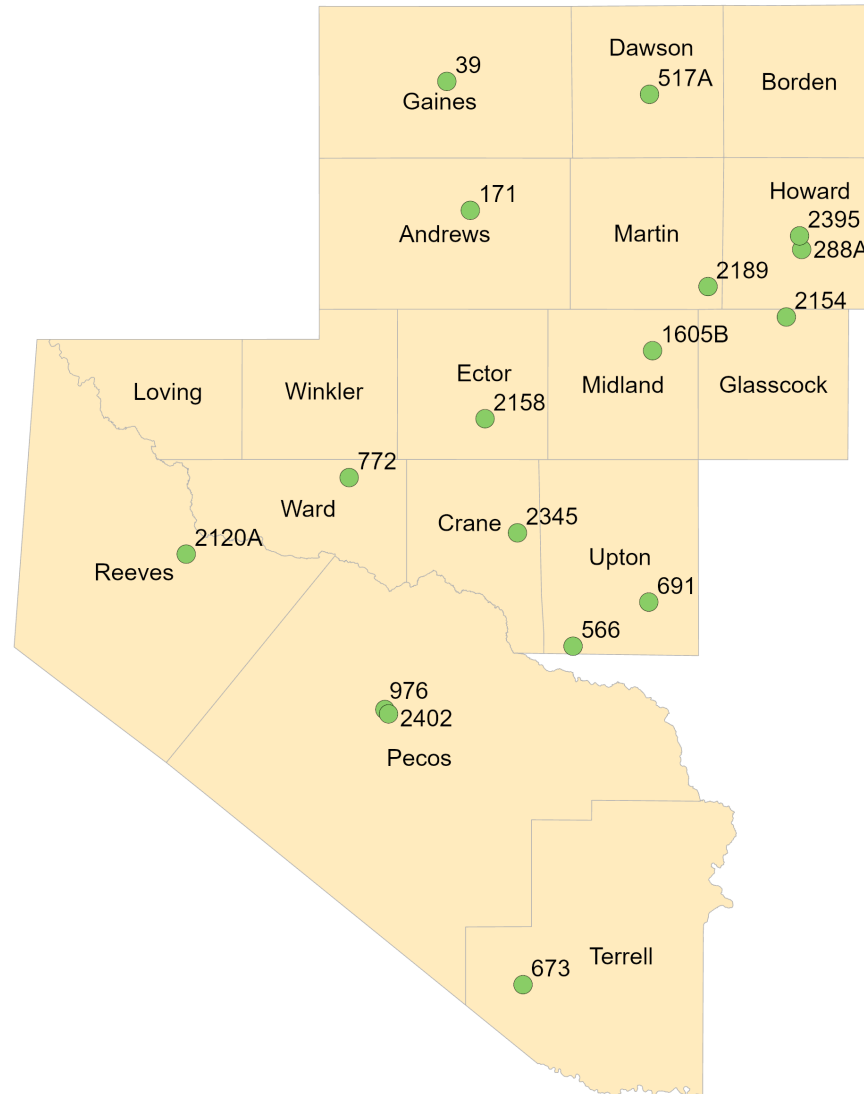 39
Gaines
Dawson
517A
Borden
171
Andrews
Martin
Howard
2395
288A
2189
2154
1605B
Loving
Winkler
Ector
2158
Midland
Glasscock
772
Ward
Crane
2345
2120A
Reeves
Upton
691
566
976
2402
Pecos
673
Terrell